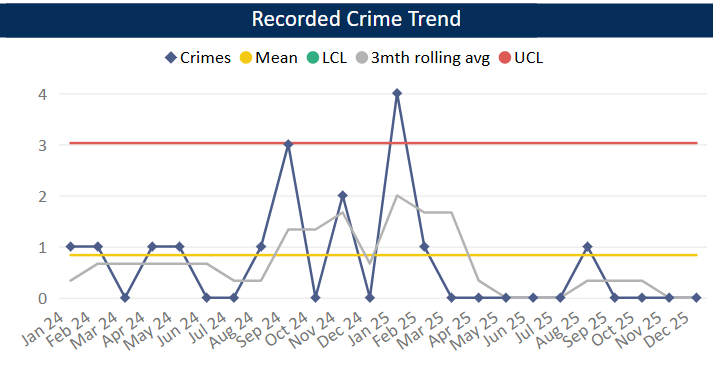 Recorded Crime Trend
Crimes Mean LCL 3mth rolling avg UCL
4
3
2
1
0
Jan 24 Feb 24 Mar 24 Apr 24 May 24 Jun 24 Jul 24 Aug 24 Sep 24 Oct 24 Nov 24 Dec 24 Jan 25 Feb 25 Mar 25 Apr 25 May 25 Jun 25 Jul 25 Aug 25 Sep 25 Oct 25 Nov 25 Dec 25